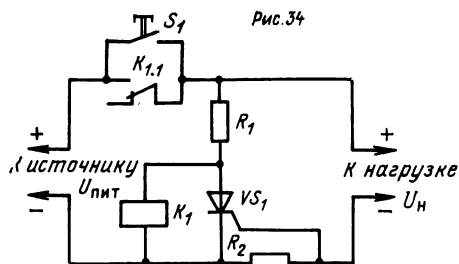 S₁
Рис.34
K₁.₁
R₁
+
+
К источнику
К нагрузке
Uпит
K₁
VS₁
Uн
−
R₂
−